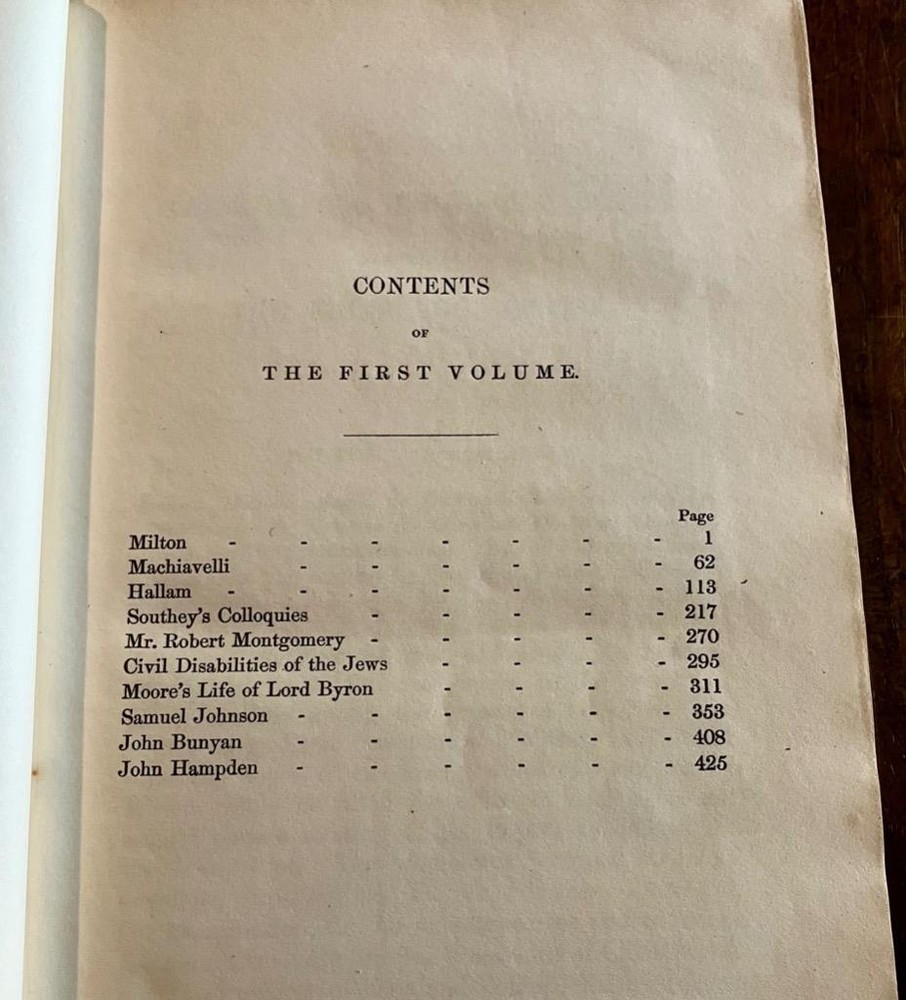 CONTENTS
OF
THE FIRST VOLUME.
Page
Milton - - - - - - - 1
Machiavelli - - - - - - 62
Hallam - - - - - - - 113
Southey's Colloquies - - - - - 217
Mr. Robert Montgomery - - - - - 270
Civil Disabilities of the Jews - - - - 295
Moore's Life of Lord Byron - - - - 311
Samuel Johnson - - - - - - 353
John Bunyan - - - - - - 408
John Hampden - - - - - - 425